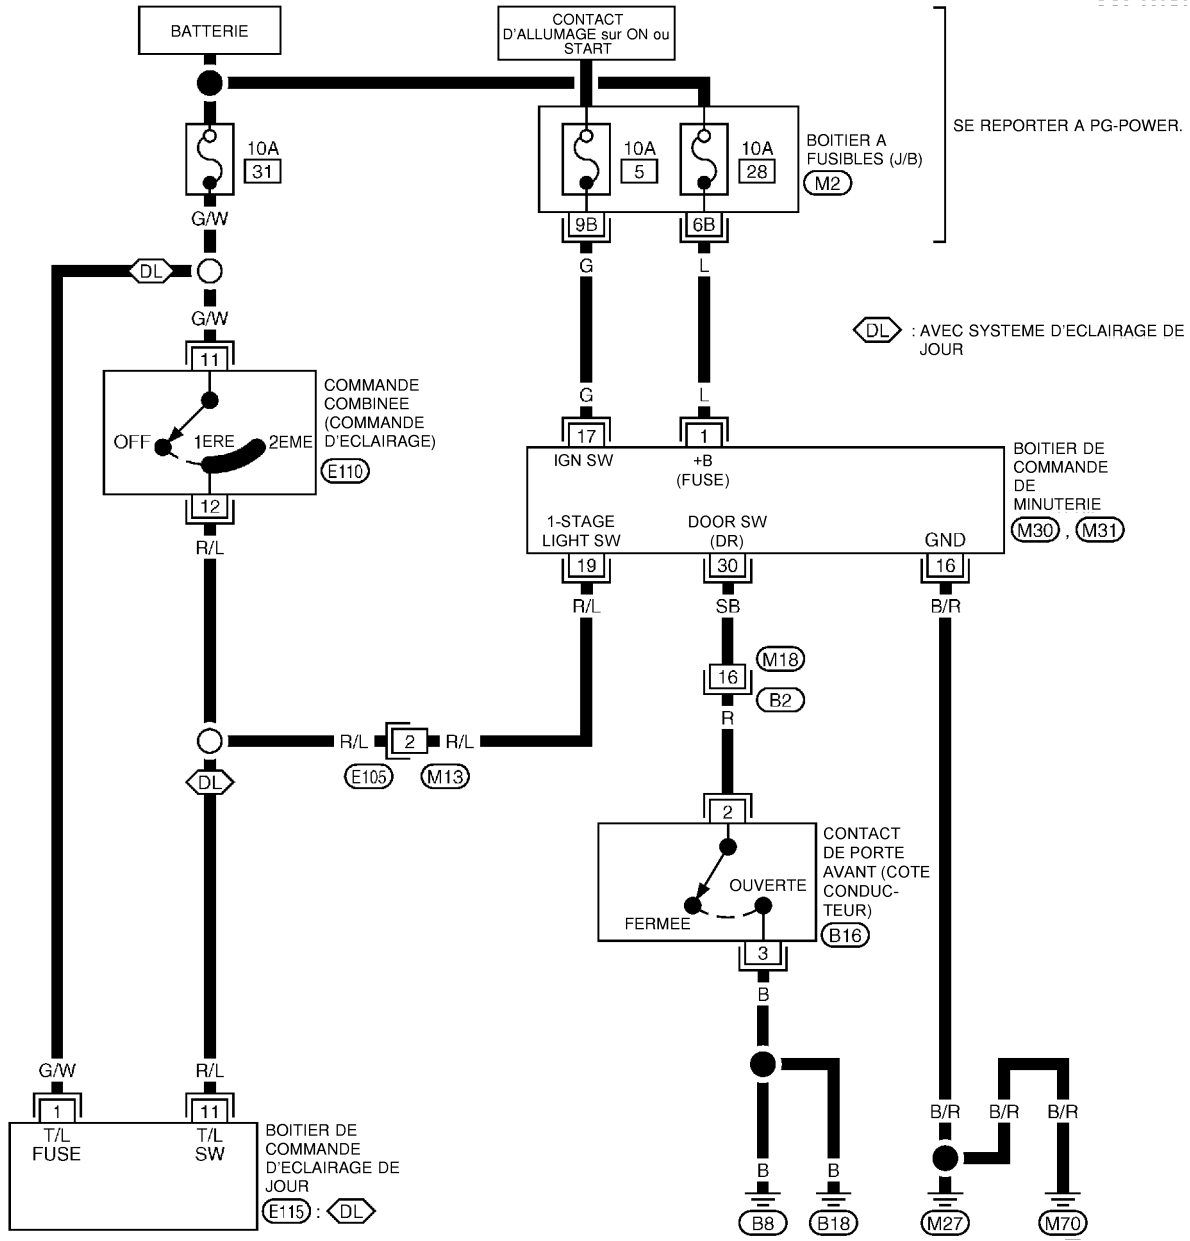 BATTERIE
CONTACT
D'ALLUMAGE sur ON ou
START
10A
31
10A
5
10A
28
BOITIER A
FUSIBLES (J/B)
M2
SE REPORTER A PG-POWER.
G/W
9B
6B
G
L
DL
G/W
DL : AVEC SYSTEME D'ECLAIRAGE DE
JOUR
11
COMMANDE
COMBINEE
(COMMANDE
D'ECLAIRAGE)
E110
OFF
1ERE
2EME
12
R/L
G
L
17
1
IGN SW
+B
(FUSE)
BOITIER DE
COMMANDE
DE
MINUTERIE
M30 , M31
1-STAGE
LIGHT SW
DOOR SW
(DR)
GND
19
30
16
R/L
SB
B/R
16
M18
B2
R
R/L
2
R/L
E105
M13
DL
2
CONTACT
DE PORTE
AVANT (COTE
CONDUC-
TEUR)
B16
OUVERTE
FERMEE
3
B
G/W
R/L
1
11
T/L
FUSE
T/L
SW
BOITIER DE
COMMANDE
D'ECLAIRAGE DE
JOUR
E115 : DL
B/R
B/R
B/R
B
B
B8
B18
M27
M70